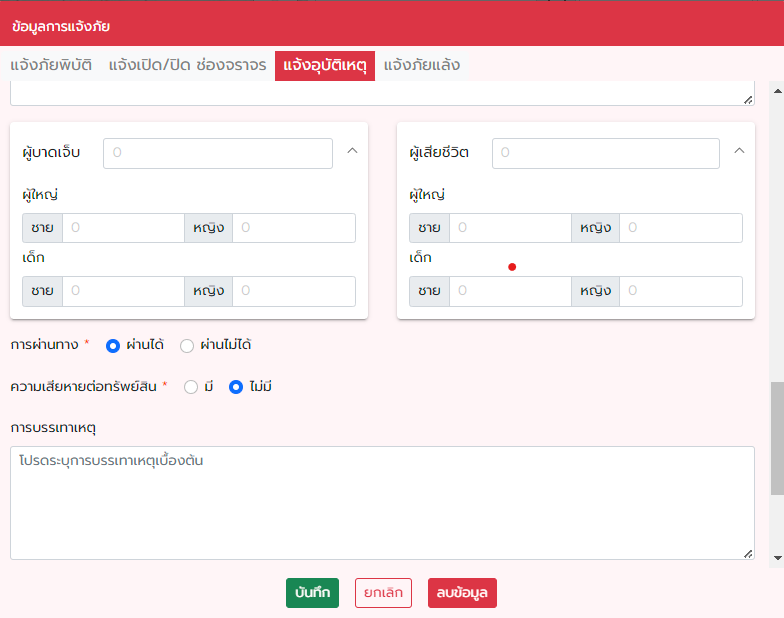 ข้อมูลการแจ้งภัย
แจ้งภัยพิบัติ แจ้งเปิด/ปิด ช่องจราจร แจ้งอุบัติเหตุ แจ้งภัยแล้ง
ผู้บาดเจ็บ 0 ผู้เสียชีวิต 0
ผู้ใหญ่ ผู้ใหญ่
ชาย 0 หญิง 0 ชาย 0 หญิง 0
เด็ก เด็ก
ชาย 0 หญิง 0 ชาย 0 หญิง 0
การผ่านทาง * ผ่านได้ ผ่านไม่ได้
ความเสียหายต่อทรัพย์สิน * มี ไม่มี
การบรรเทาเหตุ
โปรดระบุการบรรเทาเหตุเบื้องต้น
บันทึก ยกเลิก ลบข้อมูล